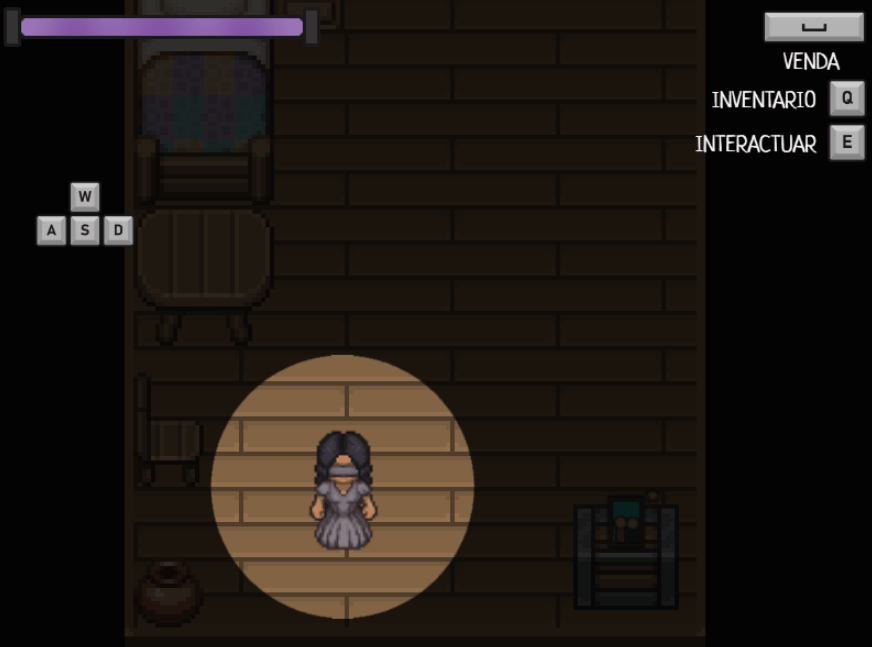 VENDA
INVENTARIO Q
INTERACTUAR E
W
A S D